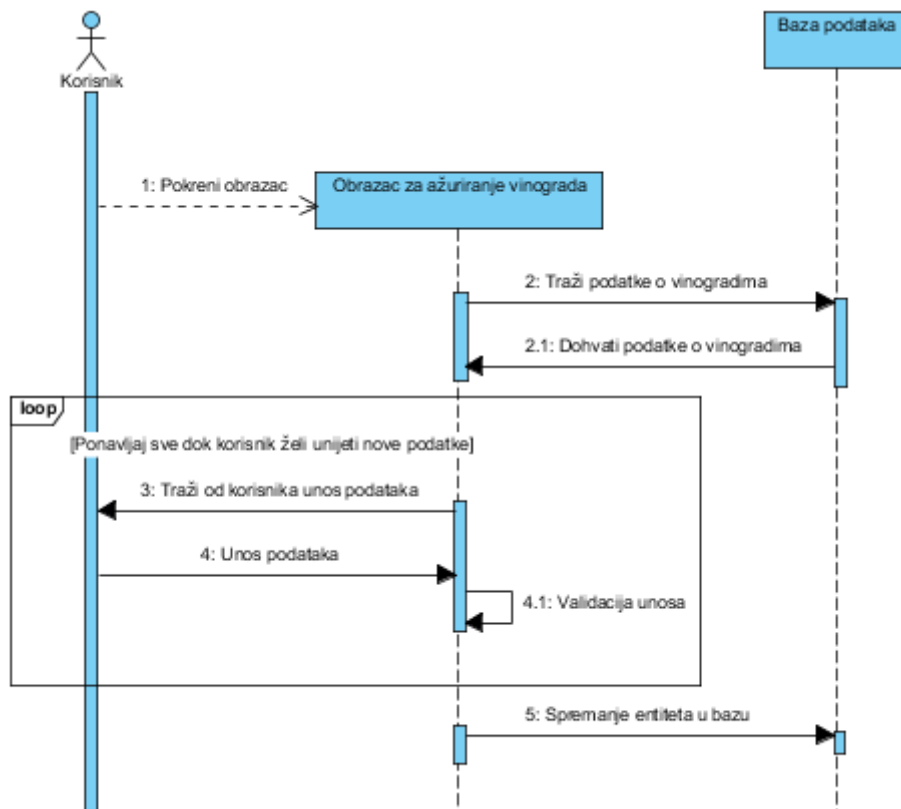 Baza podataka
Korisnik
1: Pokreni obrazac
Obrazac za ažuriranje vinograda
2: Traži podatke o vinogradima
2.1: Dohvati podatke o vinogradima
loop
[Ponavljaj sve dok korisnik želi unijeti nove podatke]
3: Traži od korisnika unos podataka
4: Unos podataka
4.1: Validacija unosa
5: Spremanje entiteta u bazu